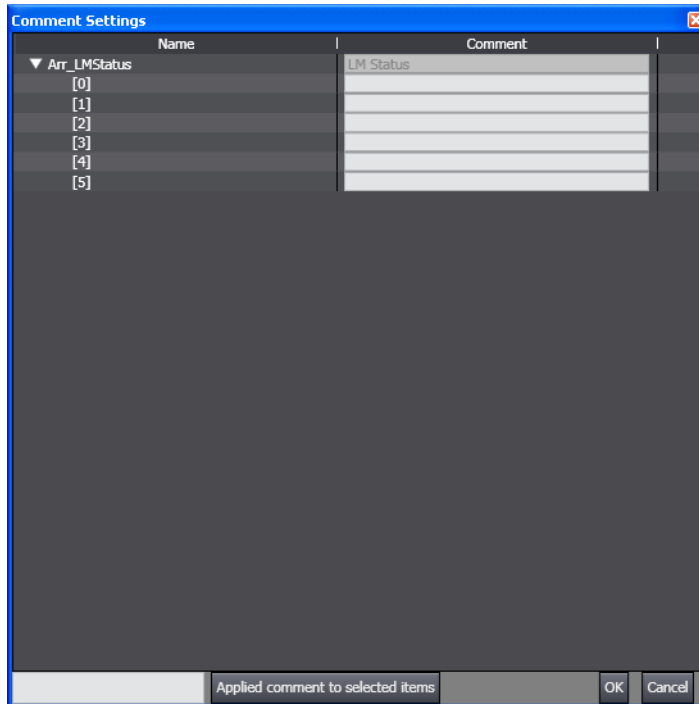 Comment Settings
Name Comment
Arr_LMStatus LM Status
[0]
[1]
[2]
[3]
[4]
[5]
Applied comment to selected items OK Cancel